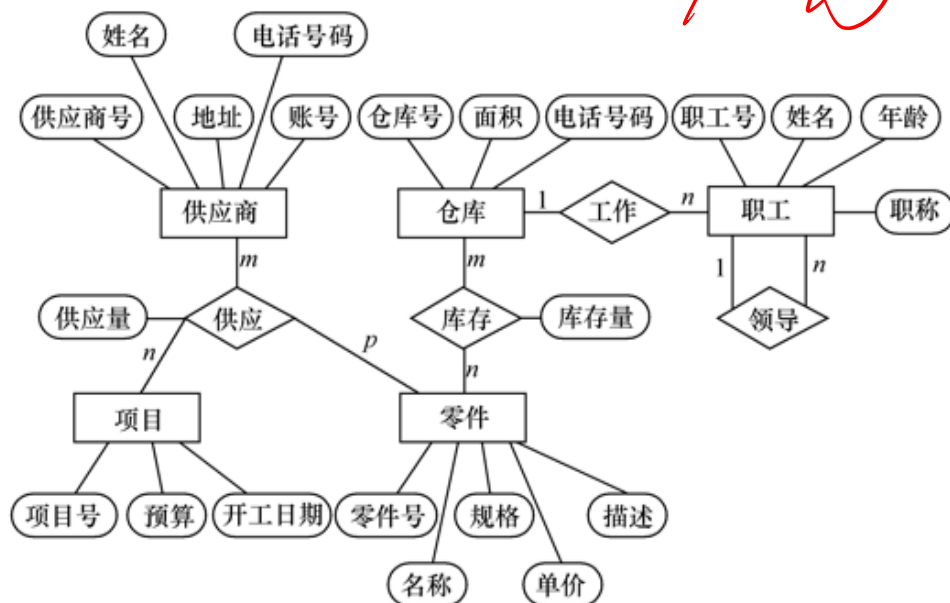 姓名 电话号码
供应商号 地址 账号 仓库号 面积 电话号码 职工号 姓名 年龄
供应商 仓库 1 工作 n 职工 职称
m m 1 n
供应量 供应 库存 库存量 领导
n p n
项目 零件
项目号 预算 开工日期 零件号 规格 描述
名称 单价